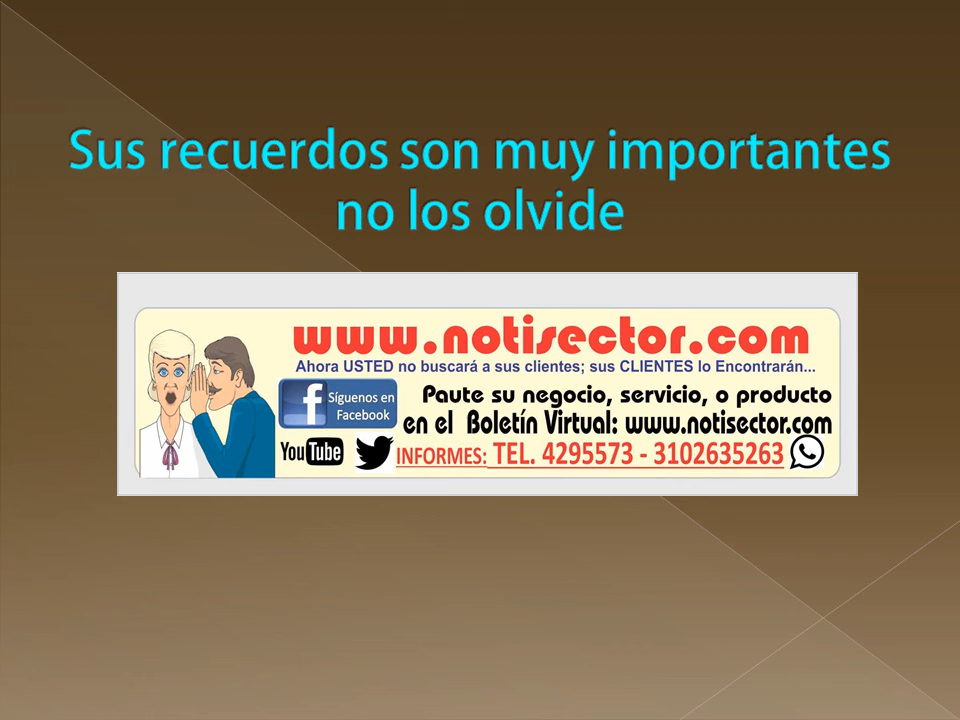 Sus recuerdos son muy importantes
no los olvide
www.notisector.com
Ahora USTED no buscará a sus clientes; sus CLIENTES lo Encontrarán...
f Síguenos en
Facebook
Paute su negocio, servicio, o producto
en el Boletín Virtual: www.notisector.com
YouTube
INFORMES: TEL. 4295573 - 3102635263